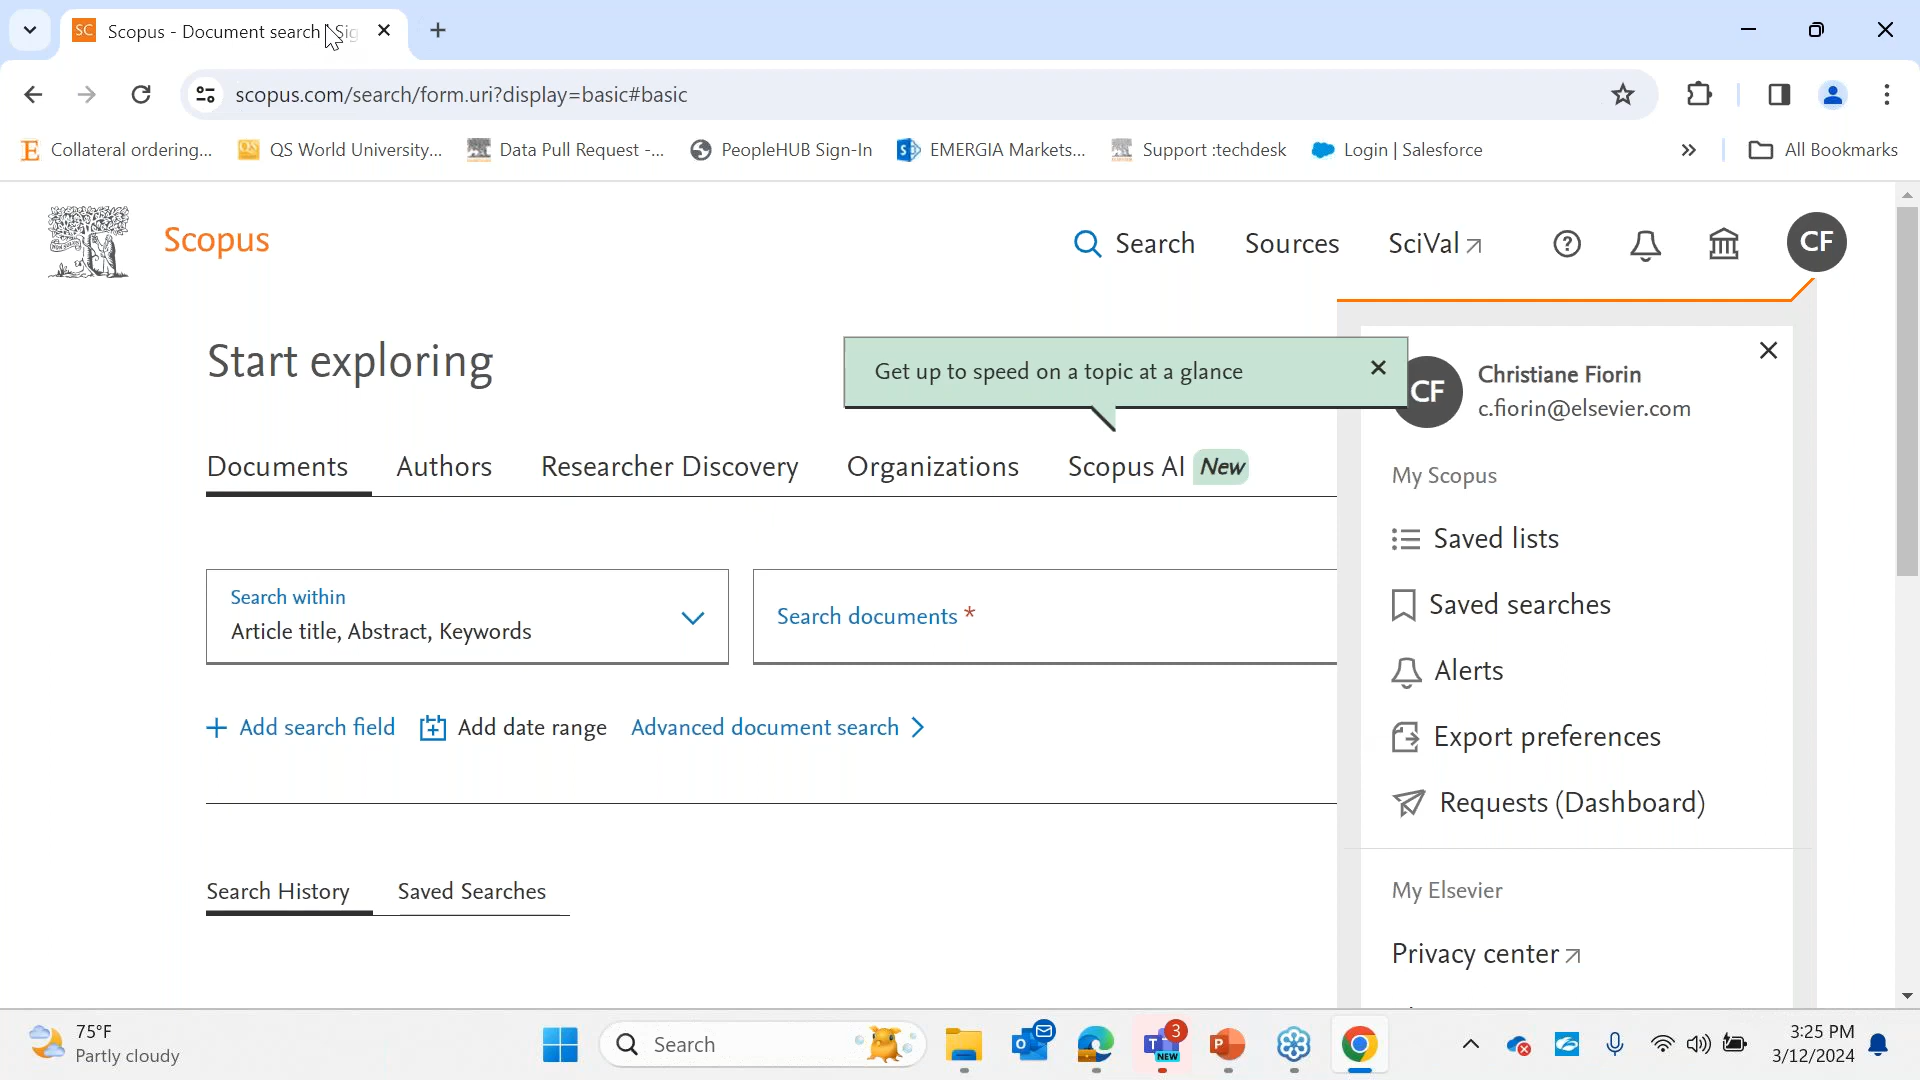 SC Scopus - Document search | Sig
scopus.com/search/form.uri?display=basic#basic
Collateral ordering... QS QS World University... Data Pull Request -... PeopleHUB Sign-In EMERGIA Markets... Support :techdesk Login | Salesforce » All Bookmarks
Scopus
Search Sources SciVal CF
Start exploring
Get up to speed on a topic at a glance
CF Christiane Fiorin
c.fiorin@elsevier.com
Documents Authors Researcher Discovery Organizations Scopus AI New
My Scopus
Saved lists
Search within
Article title, Abstract, Keywords
Search documents *
Saved searches
Alerts
Add search field Add date range Advanced document search
Export preferences
Requests (Dashboard)
Search History Saved Searches
My Elsevier
Privacy center
75°F
Partly cloudy
Search
3
NEW
3:25 PM
3/12/2024